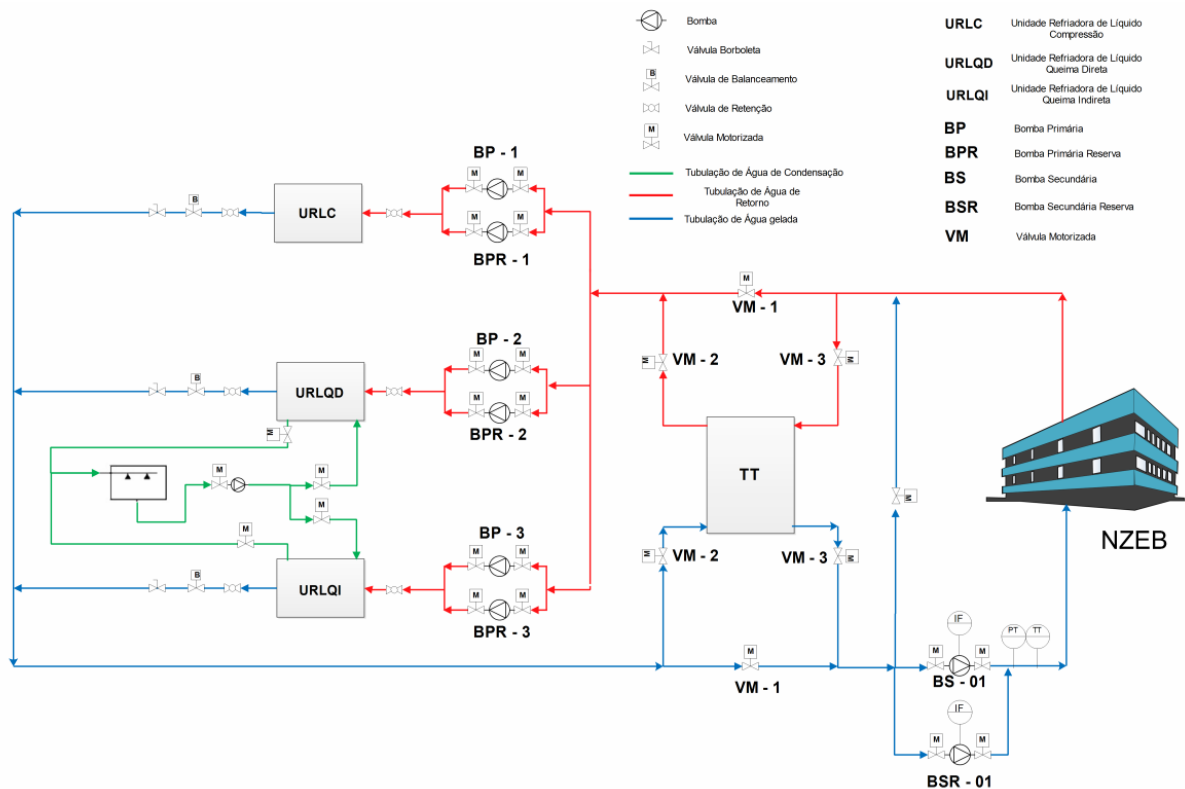 Bomba
Válvula Borboleta
B
Válvula de Balanceamento
Válvula de Retenção
M
Válvula Motorizada
Tubulação de Água de Condensação
Tubulação de Água de
Retorno
Tubulação de Água gelada
URLC
Unidade Refriadora de Líquido
Compressão
URLQD
Unidade Refriadora de Líquido
Queima Direta
URLQI
Unidade Refriadora de Líquido
Queima Indireta
BP
Bomba Primária
BPR
Bomba Primária Reserva
BS
Bomba Secundária
BSR
Bomba Secundária Reserva
VM
Válvula Motorizada
BP - 1
M
M
B
URLC
M
M
BPR - 1
M
VM - 1
BP - 2
M
M
M
VM - 2
VM - 3
M
B
URLQD
M
M
BPR - 2
M
M
M
TT
M
M
M
NZEB
BP - 3
M
M
M
VM - 2
VM - 3
M
B
URLQI
M
M
BPR - 3
IF
PT
TT
M
M
M
VM - 1
BS - 01
IF
M
M
BSR - 01